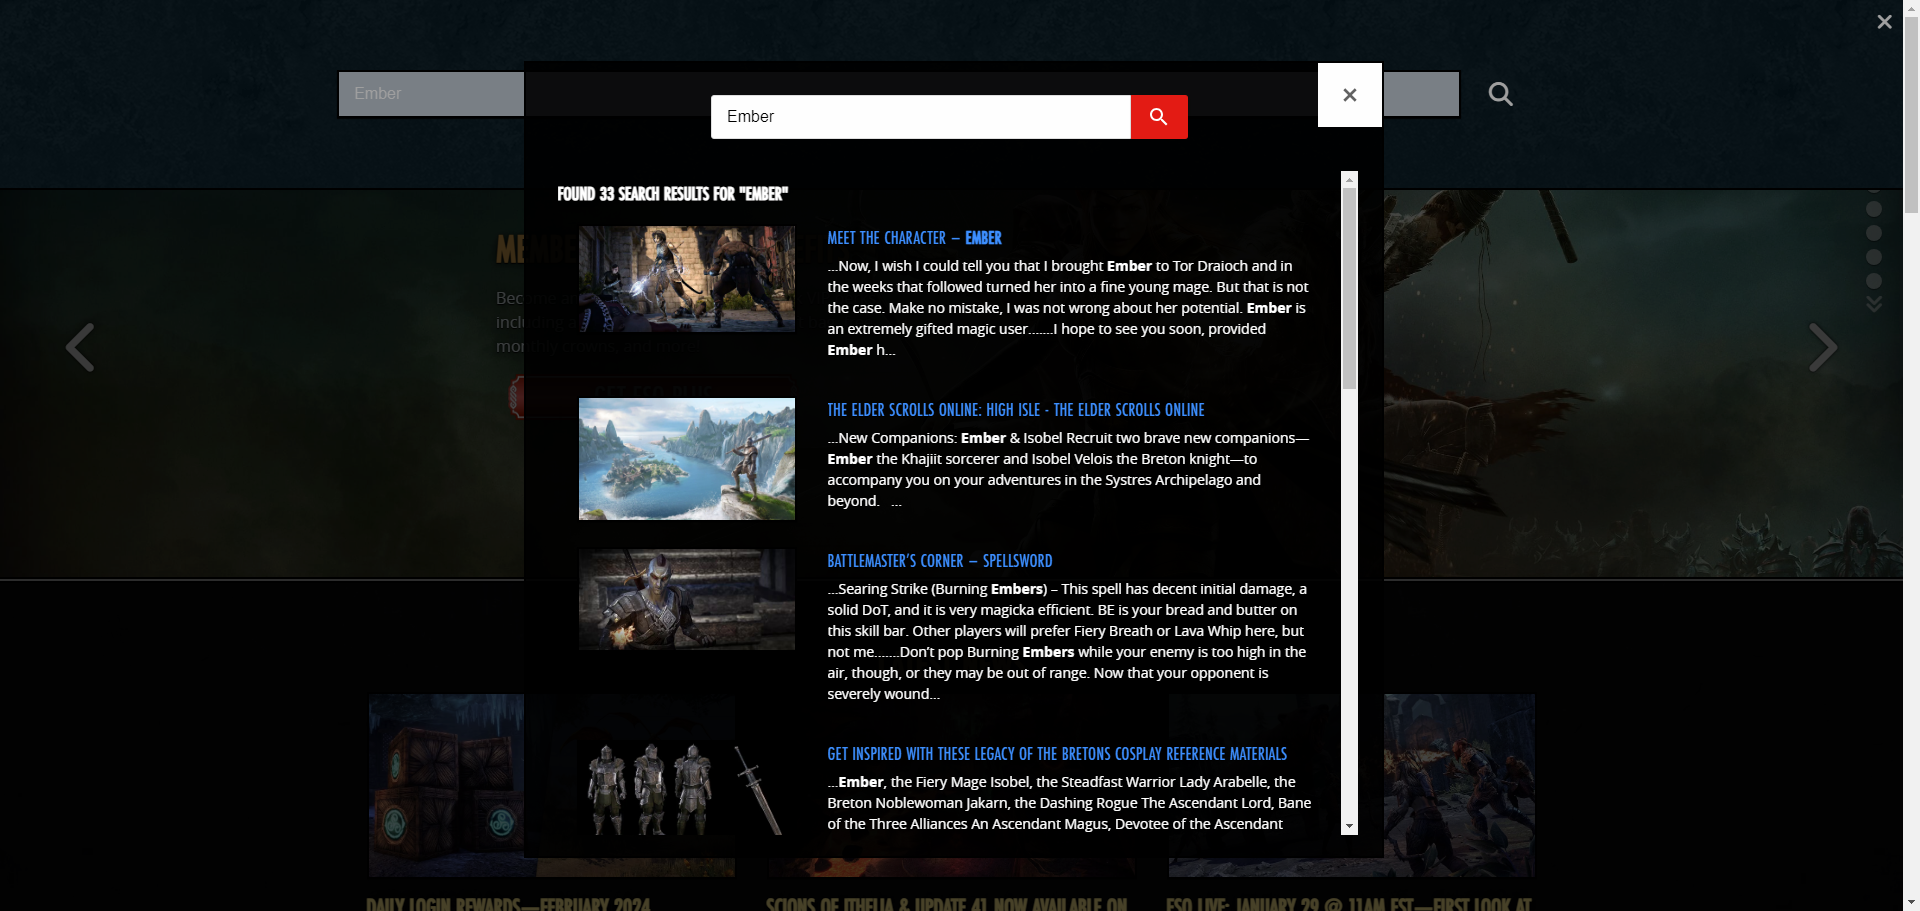 Ember
Ember
FOUND 33 SEARCH RESULTS FOR "EMBER"
MEET THE CHARACTER – EMBER
...Now, I wish I could tell you that I brought Ember to Tor Draioch and in
the weeks that followed turned her into a fine young mage. But that is not
the case. Make no mistake, I was not wrong about her potential. Ember is
an extremely gifted magic user.......I hope to see you soon, provided
Ember h...
THE ELDER SCROLLS ONLINE: HIGH ISLE - THE ELDER SCROLLS ONLINE
...New Companions: Ember & Isobel Recruit two brave new companions—
Ember the Khajiit sorcerer and Isobel Velois the Breton knight—to
accompany you on your adventures in the Systres Archipelago and
beyond. ...
BATTLEMASTER'S CORNER – SPELLSWORD
...Searing Strike (Burning Embers) – This spell has decent initial damage, a
solid DoT, and it is very magicka efficient. BE is your bread and butter on
this skill bar. Other players will prefer Fiery Breath or Lava Whip here, but
not me.......Don't pop Burning Embers while your enemy is too high in the
air, though, or they may be out of range. Now that your opponent is
severely wound...
GET INSPIRED WITH THESE LEGACY OF THE BRETONS COSPLAY REFERENCE MATERIALS
...Ember, the Fiery Mage Isobel, the Steadfast Warrior Lady Arabelle, the
Breton Noblewoman Jakarn, the Dashing Rogue The Ascendant Lord, Bane
of the Three Alliances An Ascendant Magus, Devotee of the Ascendant
GET ESO PLUS
monthly crowns, and more
DAILY LOGIN REWARDS—FEBRUARY 2024
SCIONS OF ITHELIA & UPDATE 41 NOW AVAILABLE ON
ESO LIVE: JANUARY 29 @ 11AM EST—FIRST LOOK AT